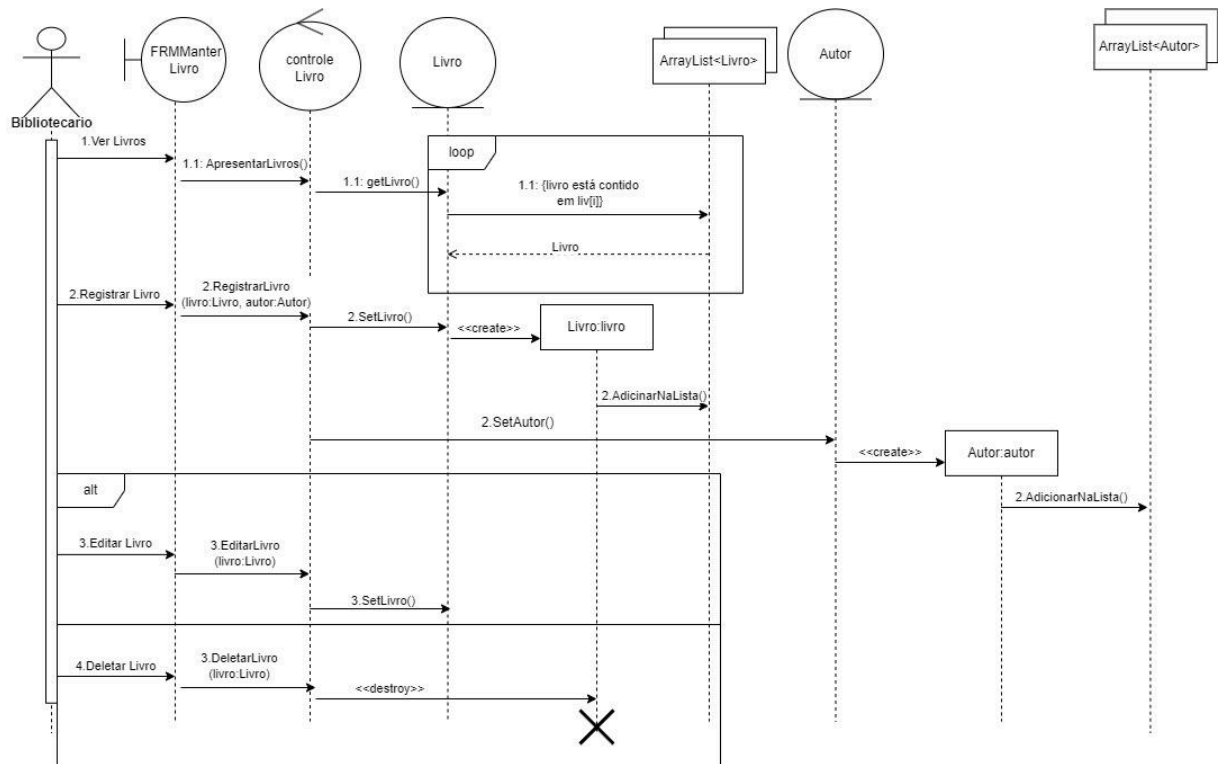 FRMManter
Livro
controle
Livro
Livro
ArrayList<Livro>
Autor
ArrayList<Autor>
Bibliotecario
1.Ver Livros
loop
1.1: ApresentarLivros()
1.1: getLivro()
1.1: {livro está contido
em liv[i]}
Livro
2.Registrar Livro
2.RegistrarLivro
(livro:Livro, autor:Autor)
2.SetLivro()
<<create>>
Livro:livro
2.AdicinarNaLista()
2.SetAutor()
<<create>>
Autor:autor
alt
2.AdicionarNaLista()
3.Editar Livro
3.EditarLivro
(livro:Livro)
3.SetLivro()
4.Deletar Livro
3.DeletarLivro
(livro:Livro)
<<destroy>>